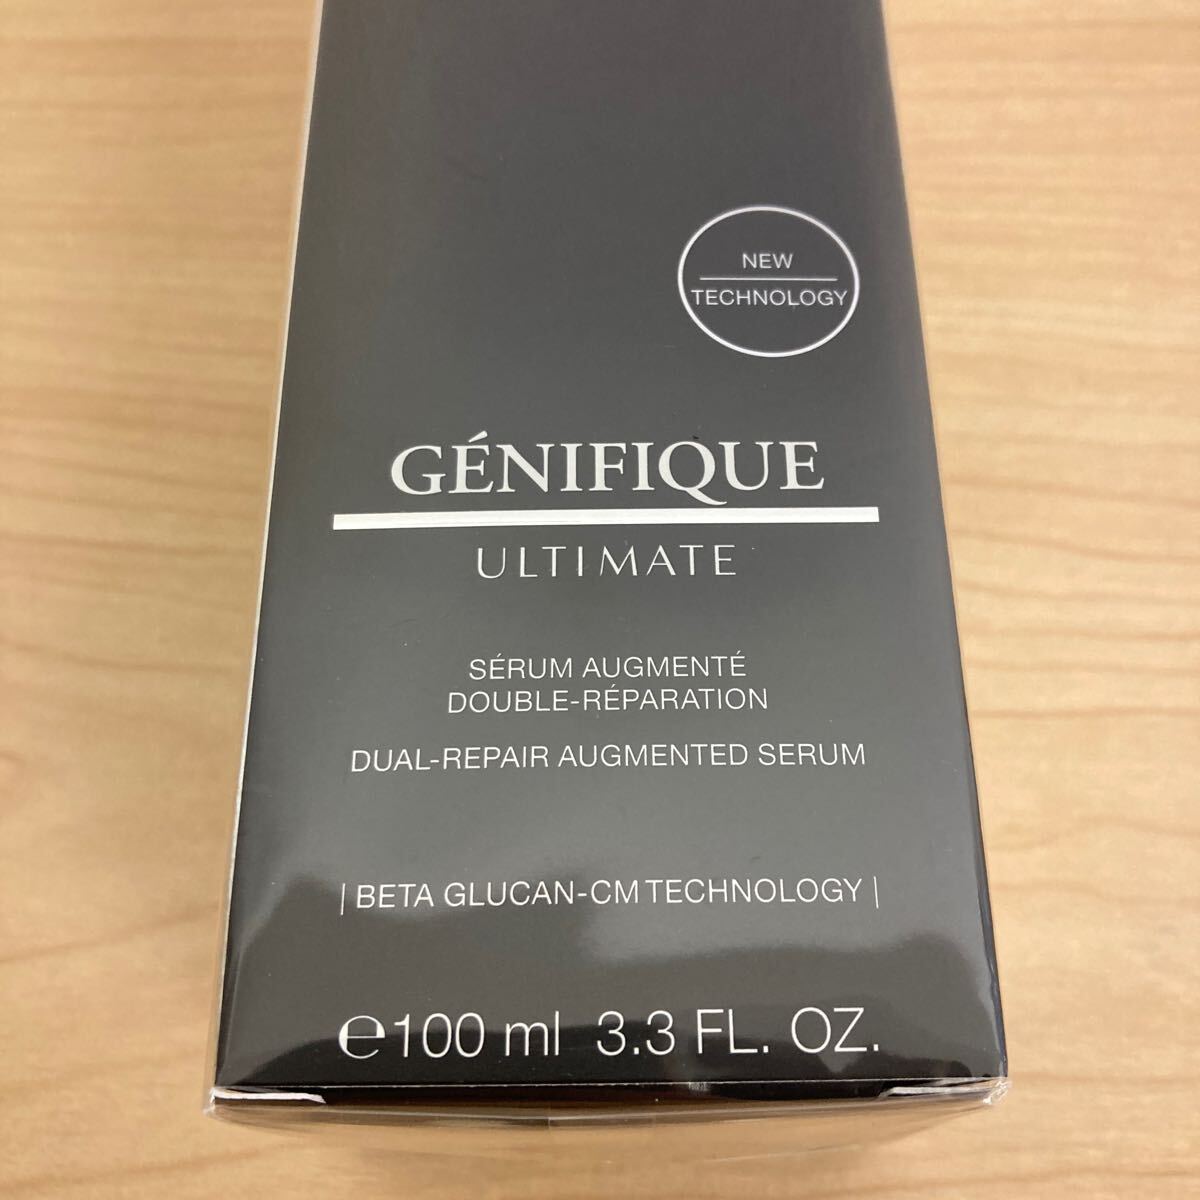 NEW
TECHNOLOGY
GÉNIFIQUE
ULTIMATE
SÉRUM AUGMENTÉ
DOUBLE-RÉPARATION
DUAL-REPAIR AUGMENTED SERUM
| BETA GLUCAN-CM TECHNOLOGY |
℮100 ml 3.3 FL. OZ.